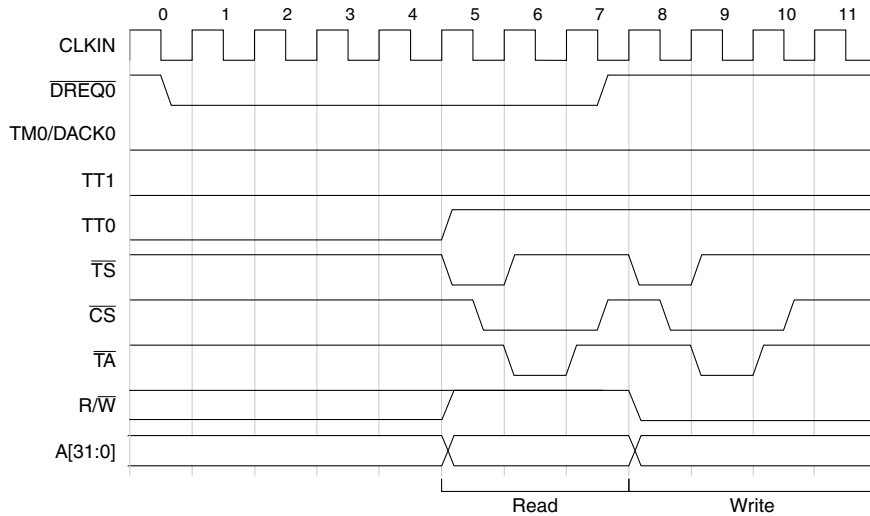 0 1 2 3 4 5 6 7 8 9 10 11
CLKIN
DREQ0
TM0/DACK0
TT1
TT0
TS
CS
TA
R/W
A[31:0]
Read Write